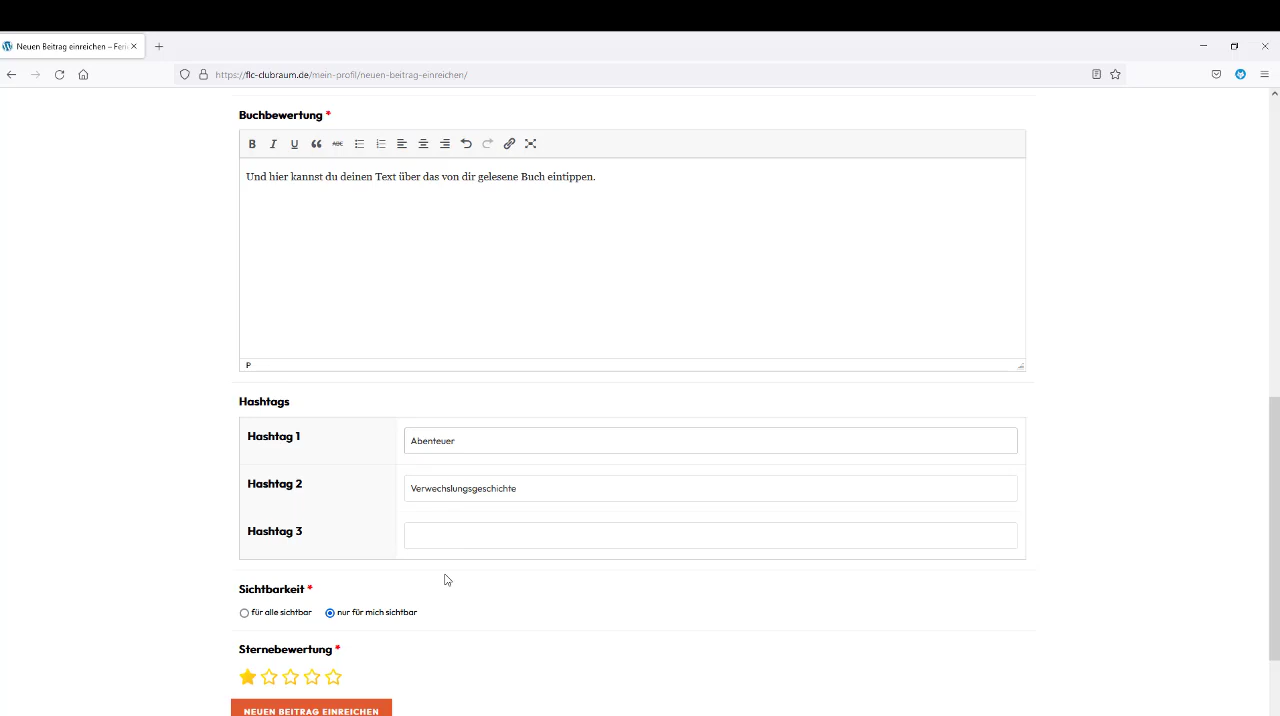 Neuen Beitrag einreichen – Ferie
https://flc-clubraum.de/mein-profil/neuen-beitrag-einreichen/
Buchbewertung *
B I U “ ABC
Und hier kannst du deinen Text über das von dir gelesene Buch eintippen.
P
Hashtags
Hashtag 1 Abenteuer
Hashtag 2 Verwechslungsgeschichte
Hashtag 3
Sichtbarkeit *
für alle sichtbar nur für mich sichtbar
Sternebewertung *
NEUEN BEITRAG EINREICHEN